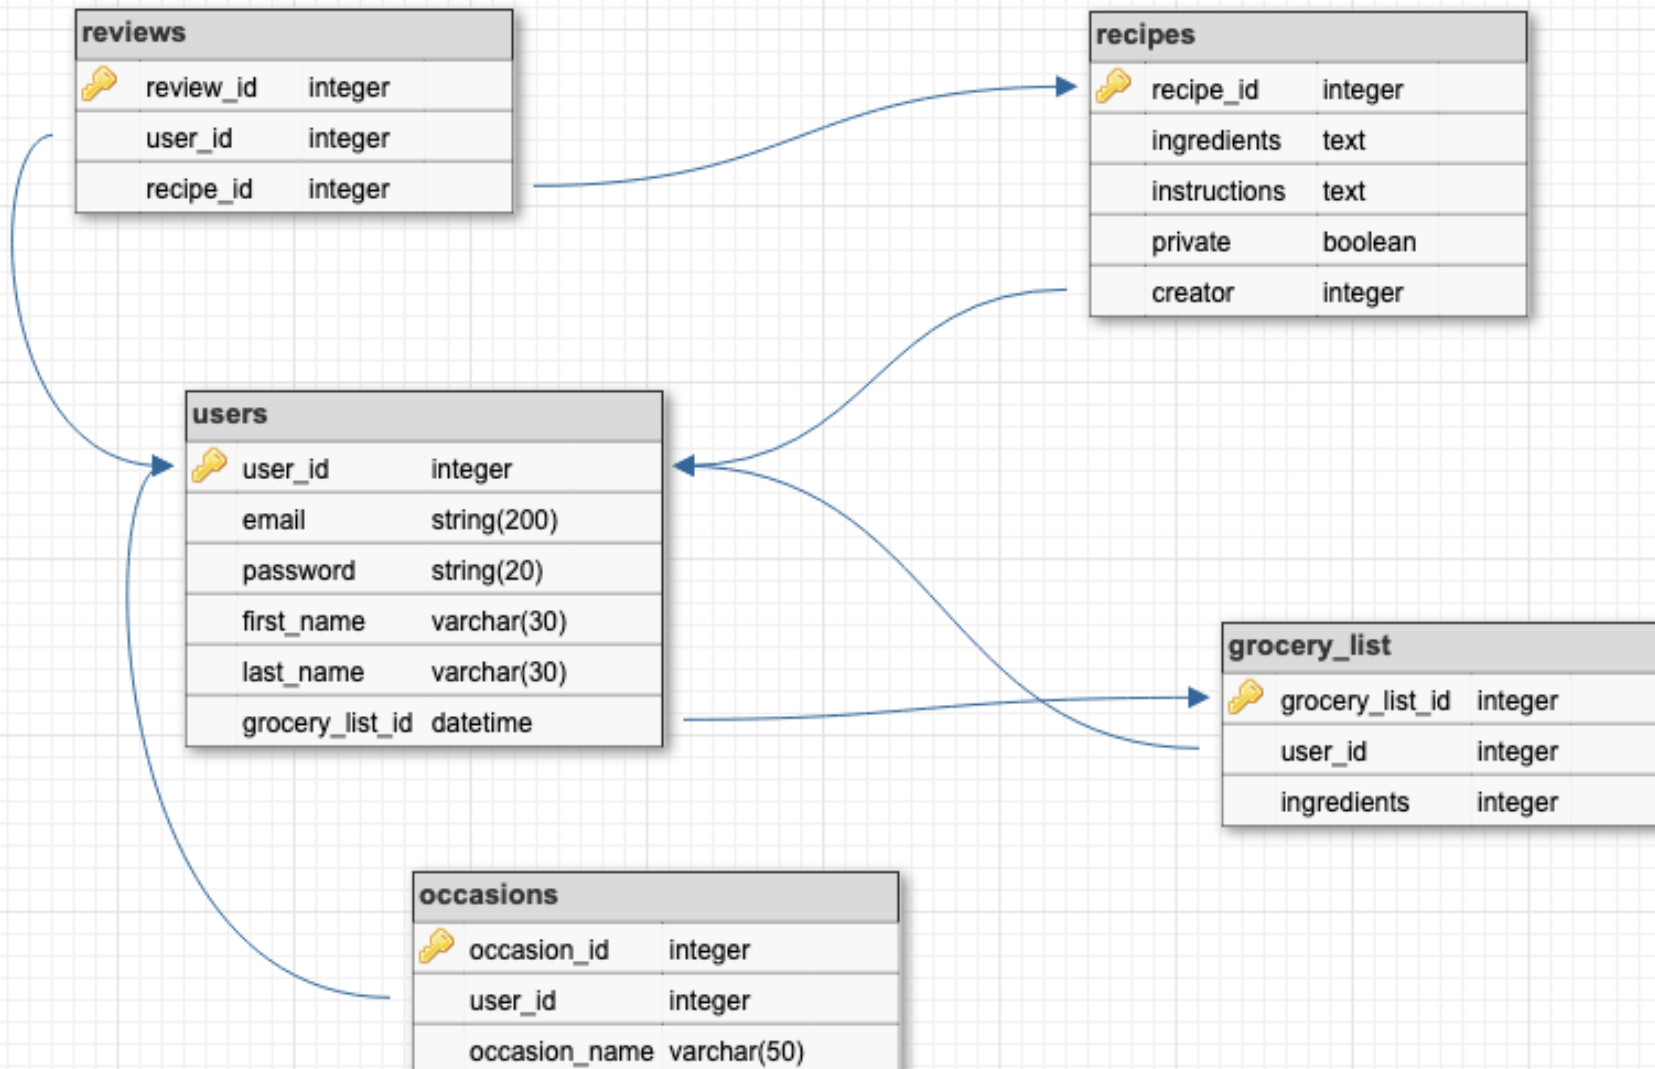 reviews
review_id integer
user_id integer
recipe_id integer
recipes
recipe_id integer
ingredients text
instructions text
private boolean
creator integer
users
user_id integer
email string(200)
password string(20)
first_name varchar(30)
last_name varchar(30)
grocery_list_id datetime
grocery_list
grocery_list_id integer
user_id integer
ingredients integer
occasions
occasion_id integer
user_id integer
occasion_name varchar(50)